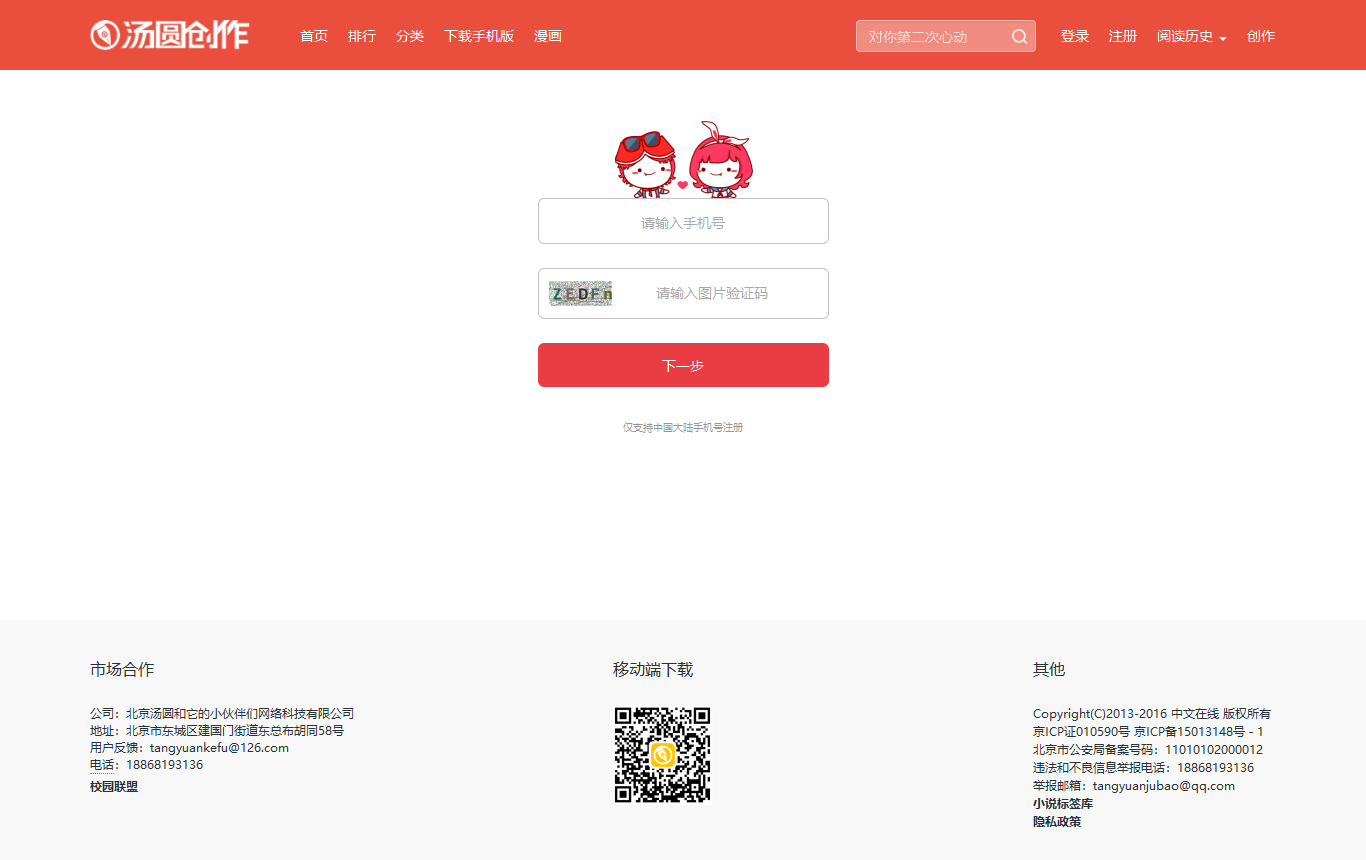 汤圆创作
首页 排行 分类 下载手机版 漫画
对你第二次心动
登录 注册 阅读历史 创作
请输入手机号
ZEDFn 请输入图片验证码
下一步
仅支持中国大陆手机号注册
市场合作
公司：北京汤圆和它的小伙伴们网络科技有限公司
地址：北京市东城区建国门街道东总布胡同58号
用户反馈：tangyuankefu@126.com
电话：18868193136
校园联盟
移动端下载
其他
Copyright(C)2013-2016 中文在线 版权所有
京ICP证010590号 京ICP备15013148号 - 1
北京市公安局备案号码：11010102000012
违法和不良信息举报电话：18868193136
举报邮箱：tangyuanjubao@qq.com
小说标签库
隐私政策